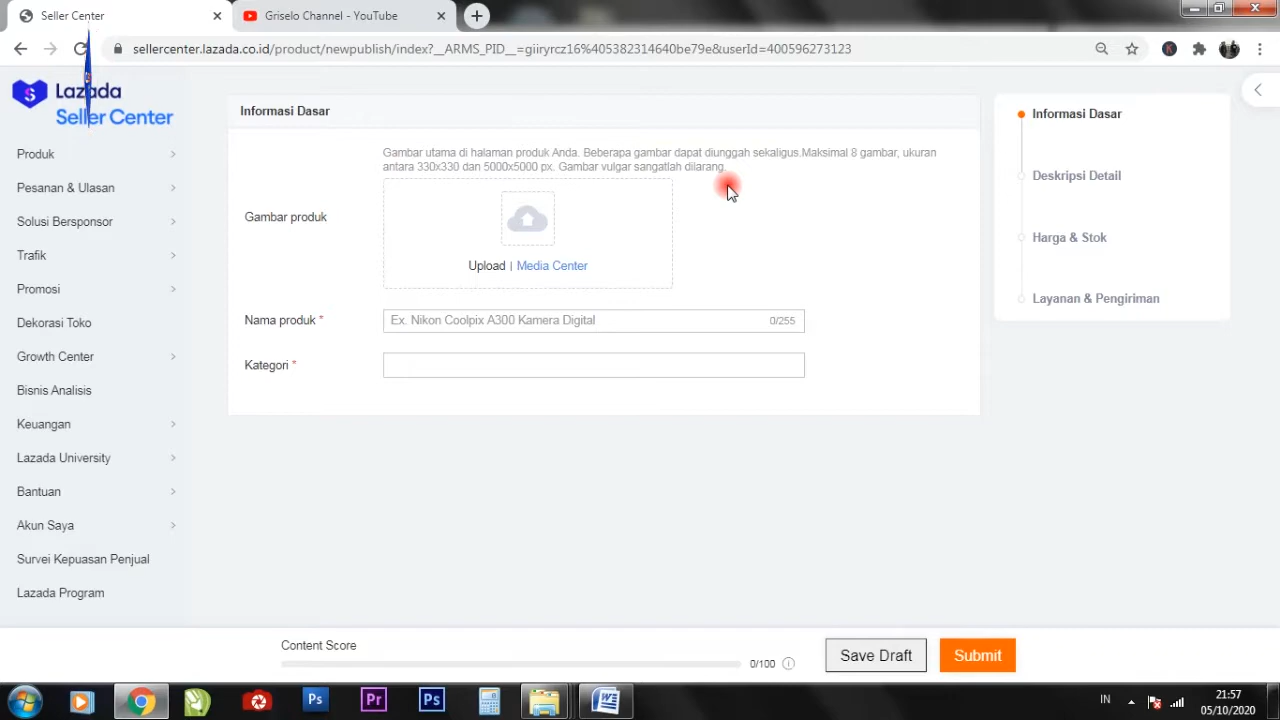 Seller Center
Griselo Channel - YouTube
sellercenter.lazada.co.id/product/newpublish/index?__ARMS_PID__=giiryrcz16%405382314640be79e&userId=400596273123
Lazada
Seller Center
Produk
Pesanan & Ulasan
Solusi Bersponsor
Trafik
Promosi
Dekorasi Toko
Growth Center
Bisnis Analisis
Keuangan
Lazada University
Bantuan
Akun Saya
Survei Kepuasan Penjual
Lazada Program
Informasi Dasar
Gambar utama di halaman produk Anda. Beberapa gambar dapat diunggah sekaligus.Maksimal 8 gambar, ukuran
antara 330x330 dan 5000x5000 px. Gambar vulgar sangatlah dilarang.
Gambar produk
Upload | Media Center
Nama produk *
Ex. Nikon Coolpix A300 Kamera Digital
0/255
Kategori *
Informasi Dasar
Deskripsi Detail
Harga & Stok
Layanan & Pengiriman
Content Score
0/100
Save Draft
Submit
K
Ps
Pr
Ps
W
IN
21:57
05/10/2020